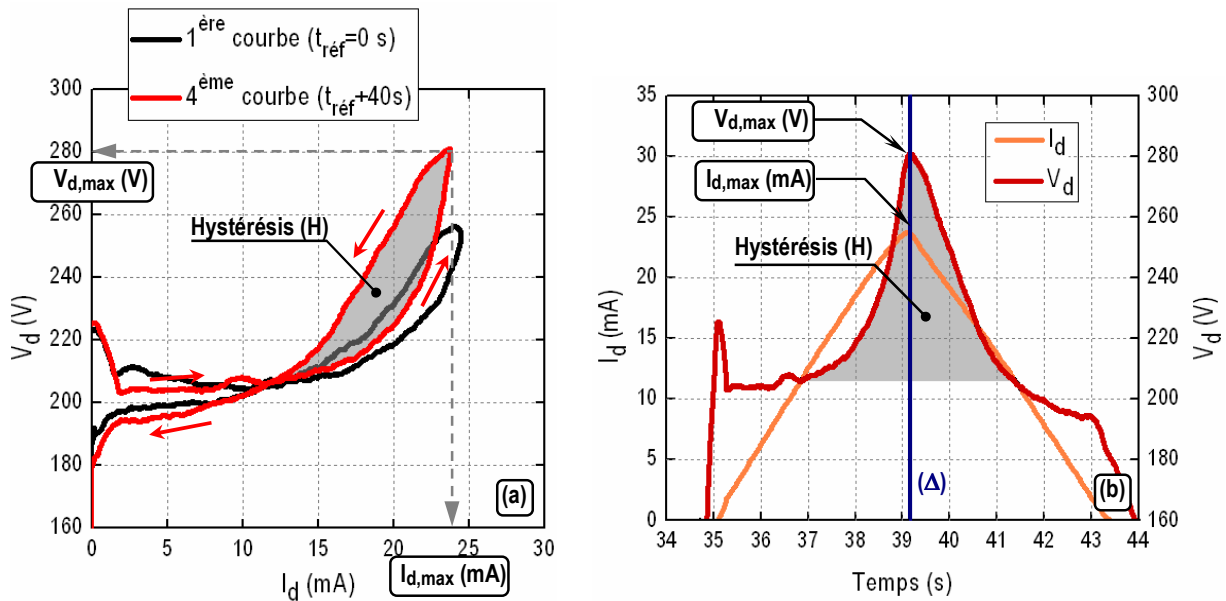 1ère courbe (tréf=0 s)
4ème courbe (tréf+40s)
300
280
260
240
220
200
180
160
Vd (V)
Vd,max (V)
Hystérésis (H)
(a)
0
5
10
15
20
25
30
Id (mA)
Id,max (mA)
35
30
25
20
15
10
5
0
Id (mA)
Vd,max (V)
Id,max (mA)
Hystérésis (H)
Id
Vd
(Δ)
(b)
300
280
260
240
220
200
180
160
Vd (V)
34
35
36
37
38
39
40
41
42
43
44
Temps (s)